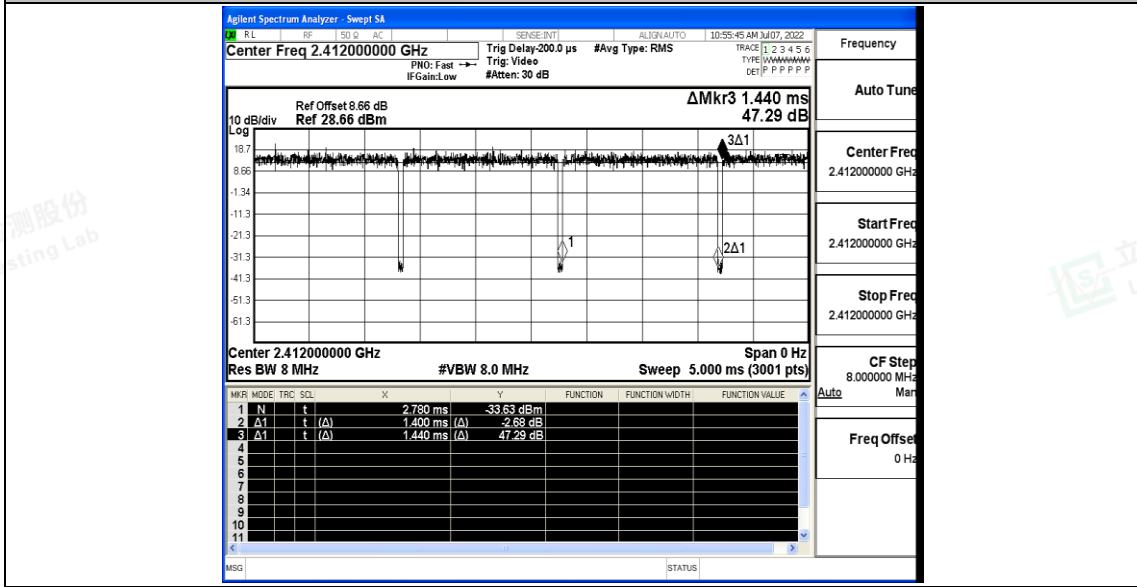 Agilent Spectrum Analyzer - Swept SA
RL RF 50 Ω AC SENSE:INT ALIGNAUTO 10:55:45 AM Jul 07, 2022
Center Freq 2.412000000 GHz
PNO: Fast
IFGain:Low
Trig Delay-200.0 µs
Trig: Video
#Atten: 30 dB
#Avg Type: RMS
TRACE 1 2 3 4 5 6
TYPE WWWWWW
DET P P P P P P
Frequency
Auto Tune
Center Freq
2.412000000 GHz
Start Freq
2.412000000 GHz
Stop Freq
2.412000000 GHz
CF Step
8.000000 MHz
Auto Man
Freq Offset
0 Hz
ΔMkr3 1.440 ms
47.29 dB
Ref Offset 8.66 dB
10 dB/div Ref 28.66 dBm
Log
18.7
8.66
-1.34
-11.3
-21.3
-31.3
-41.3
-51.3
-61.3
3Δ1
1
2Δ1
Center 2.412000000 GHz Span 0 Hz
Res BW 8 MHz #VBW 8.0 MHz Sweep 5.000 ms (3001 pts)
MKR MODE TRC SCL X Y FUNCTION FUNCTION WIDTH FUNCTION VALUE
1 N t 2.780 ms -33.63 dBm
2 Δ1 t (Δ) 1.400 ms (Δ) -2.68 dB
3 Δ1 t (Δ) 1.440 ms (Δ) 47.29 dB
4
5
6
7
8
9
10
11
MSG STATUS
测股份
sting Lab
立